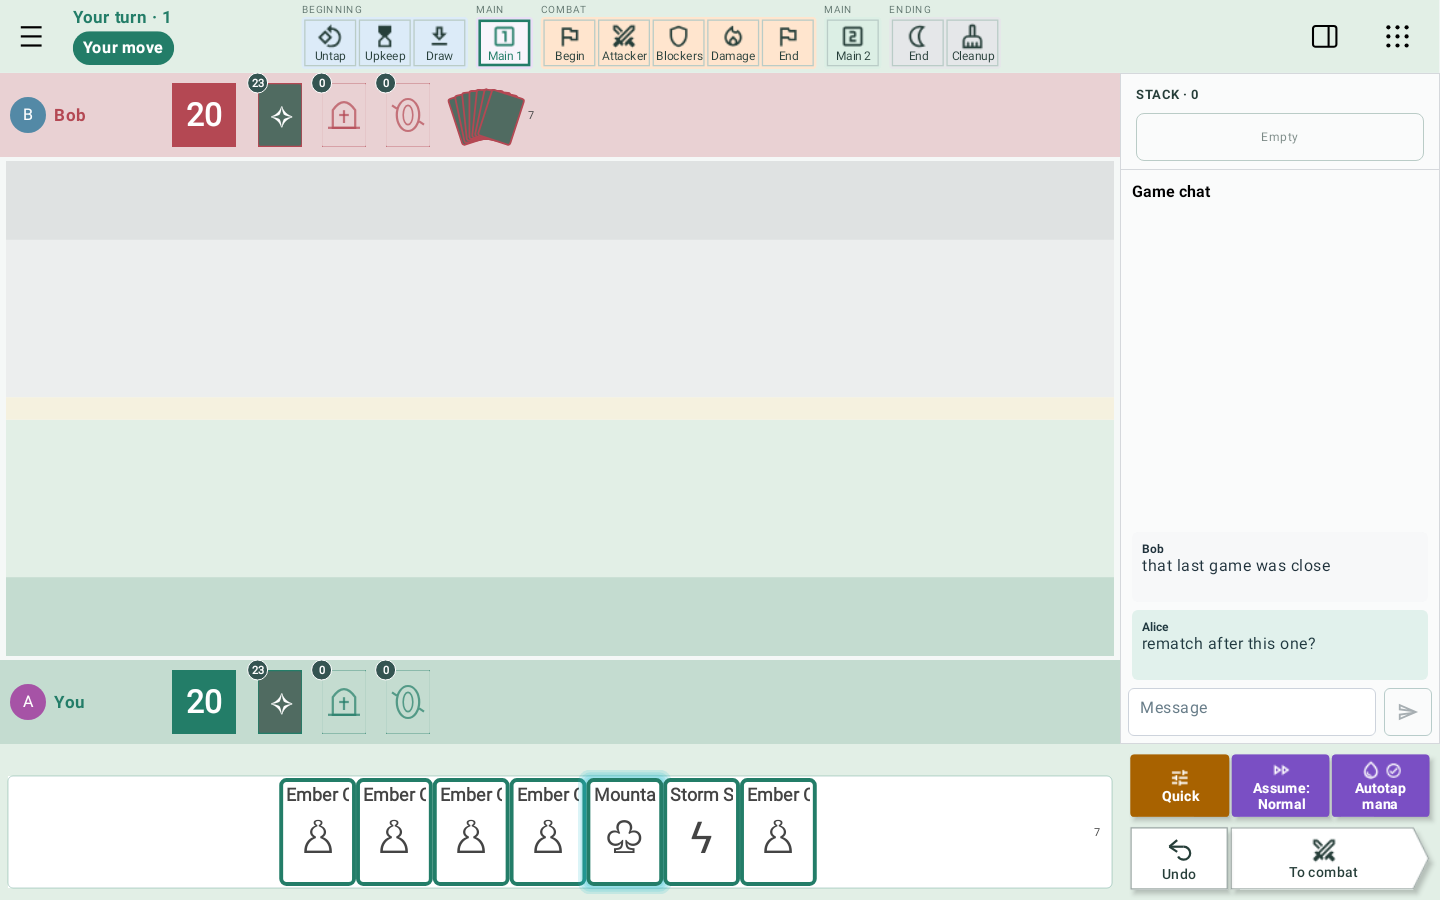 Your turn · 1
Your move
BEGINNING
Untap
Upkeep
Draw
MAIN
1
Main 1
COMBAT
Begin
Attacker
Blockers
Damage
End
MAIN
2
Main 2
ENDING
End
Cleanup
B
Bob
20
23
0
0
7
STACK · 0
Empty
Game chat
Bob
that last game was close
Alice
rematch after this one?
Message
A
You
20
23
0
0
Ember
Ember
Ember
Ember
Mounta
Storm S
Ember
7
Quick
Assume:
Normal
Autotap
mana
Undo
To combat